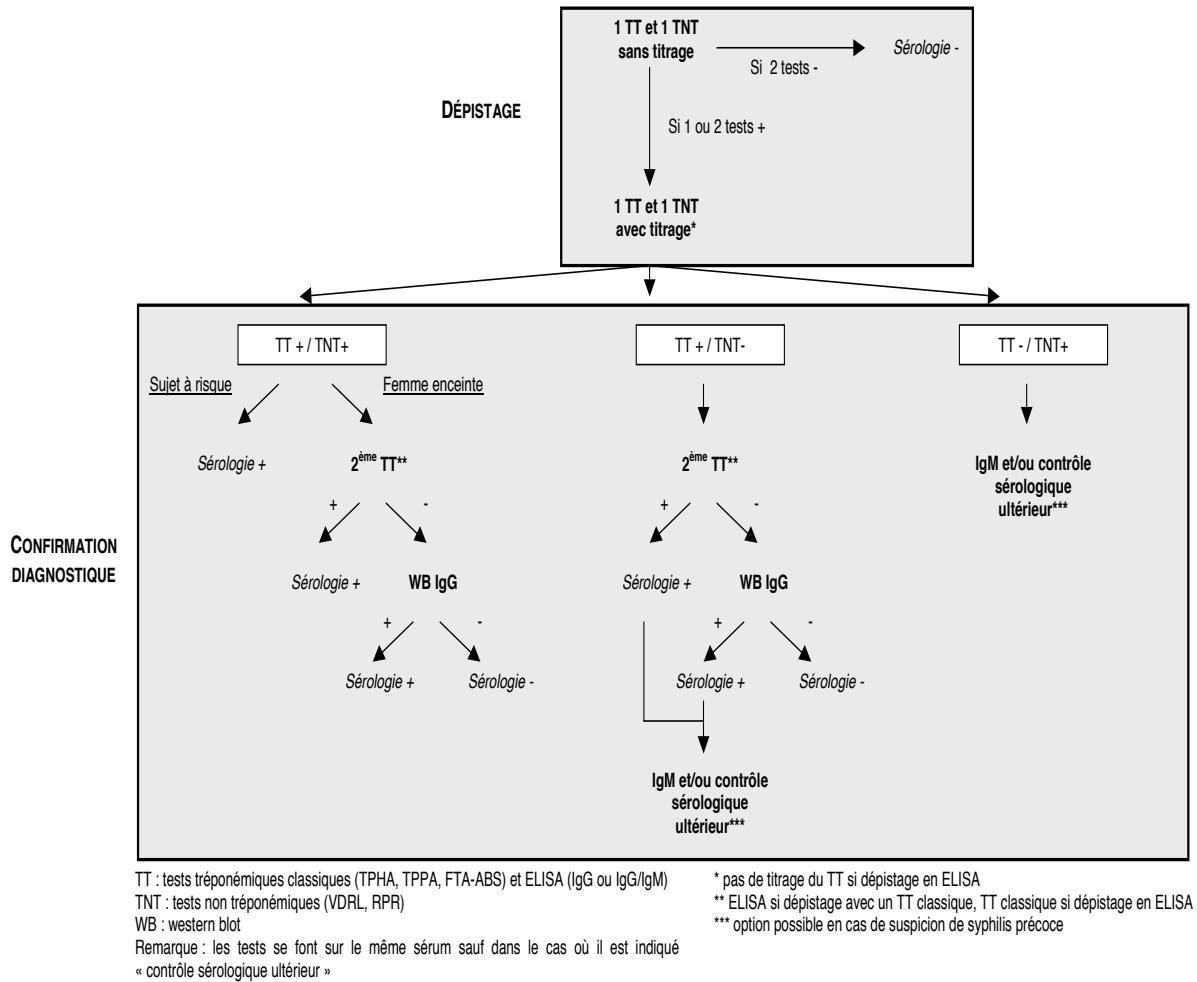 1 TT et 1 TNT
sans titrage
Si 2 tests -
Sérologie -
DÉPISTAGE
Si 1 ou 2 tests +
1 TT et 1 TNT
avec titrage*
TT + / TNT+
TT + / TNT-
TT - / TNT+
Sujet à risque
Femme enceinte
Sérologie +
2ème TT**
2ème TT**
IgM et/ou contrôle
sérologique
ultérieur***
+
-
+
-
CONFIRMATION
DIAGNOSTIQUE
Sérologie +
WB IgG
Sérologie +
WB IgG
+
-
+
-
Sérologie +
Sérologie -
Sérologie +
Sérologie -
IgM et/ou contrôle
sérologique
ultérieur***
TT : tests tréponémiques classiques (TPHA, TPPA, FTA-ABS) et ELISA (IgG ou IgG/IgM)
TNT : tests non tréponémiques (VDRL, RPR)
WB : western blot
Remarque : les tests se font sur le même sérum sauf dans le cas où il est indiqué
« contrôle sérologique ultérieur »
* pas de titrage du TT si dépistage en ELISA
** ELISA si dépistage avec un TT classique, TT classique si dépistage en ELISA
*** option possible en cas de suspicion de syphilis précoce